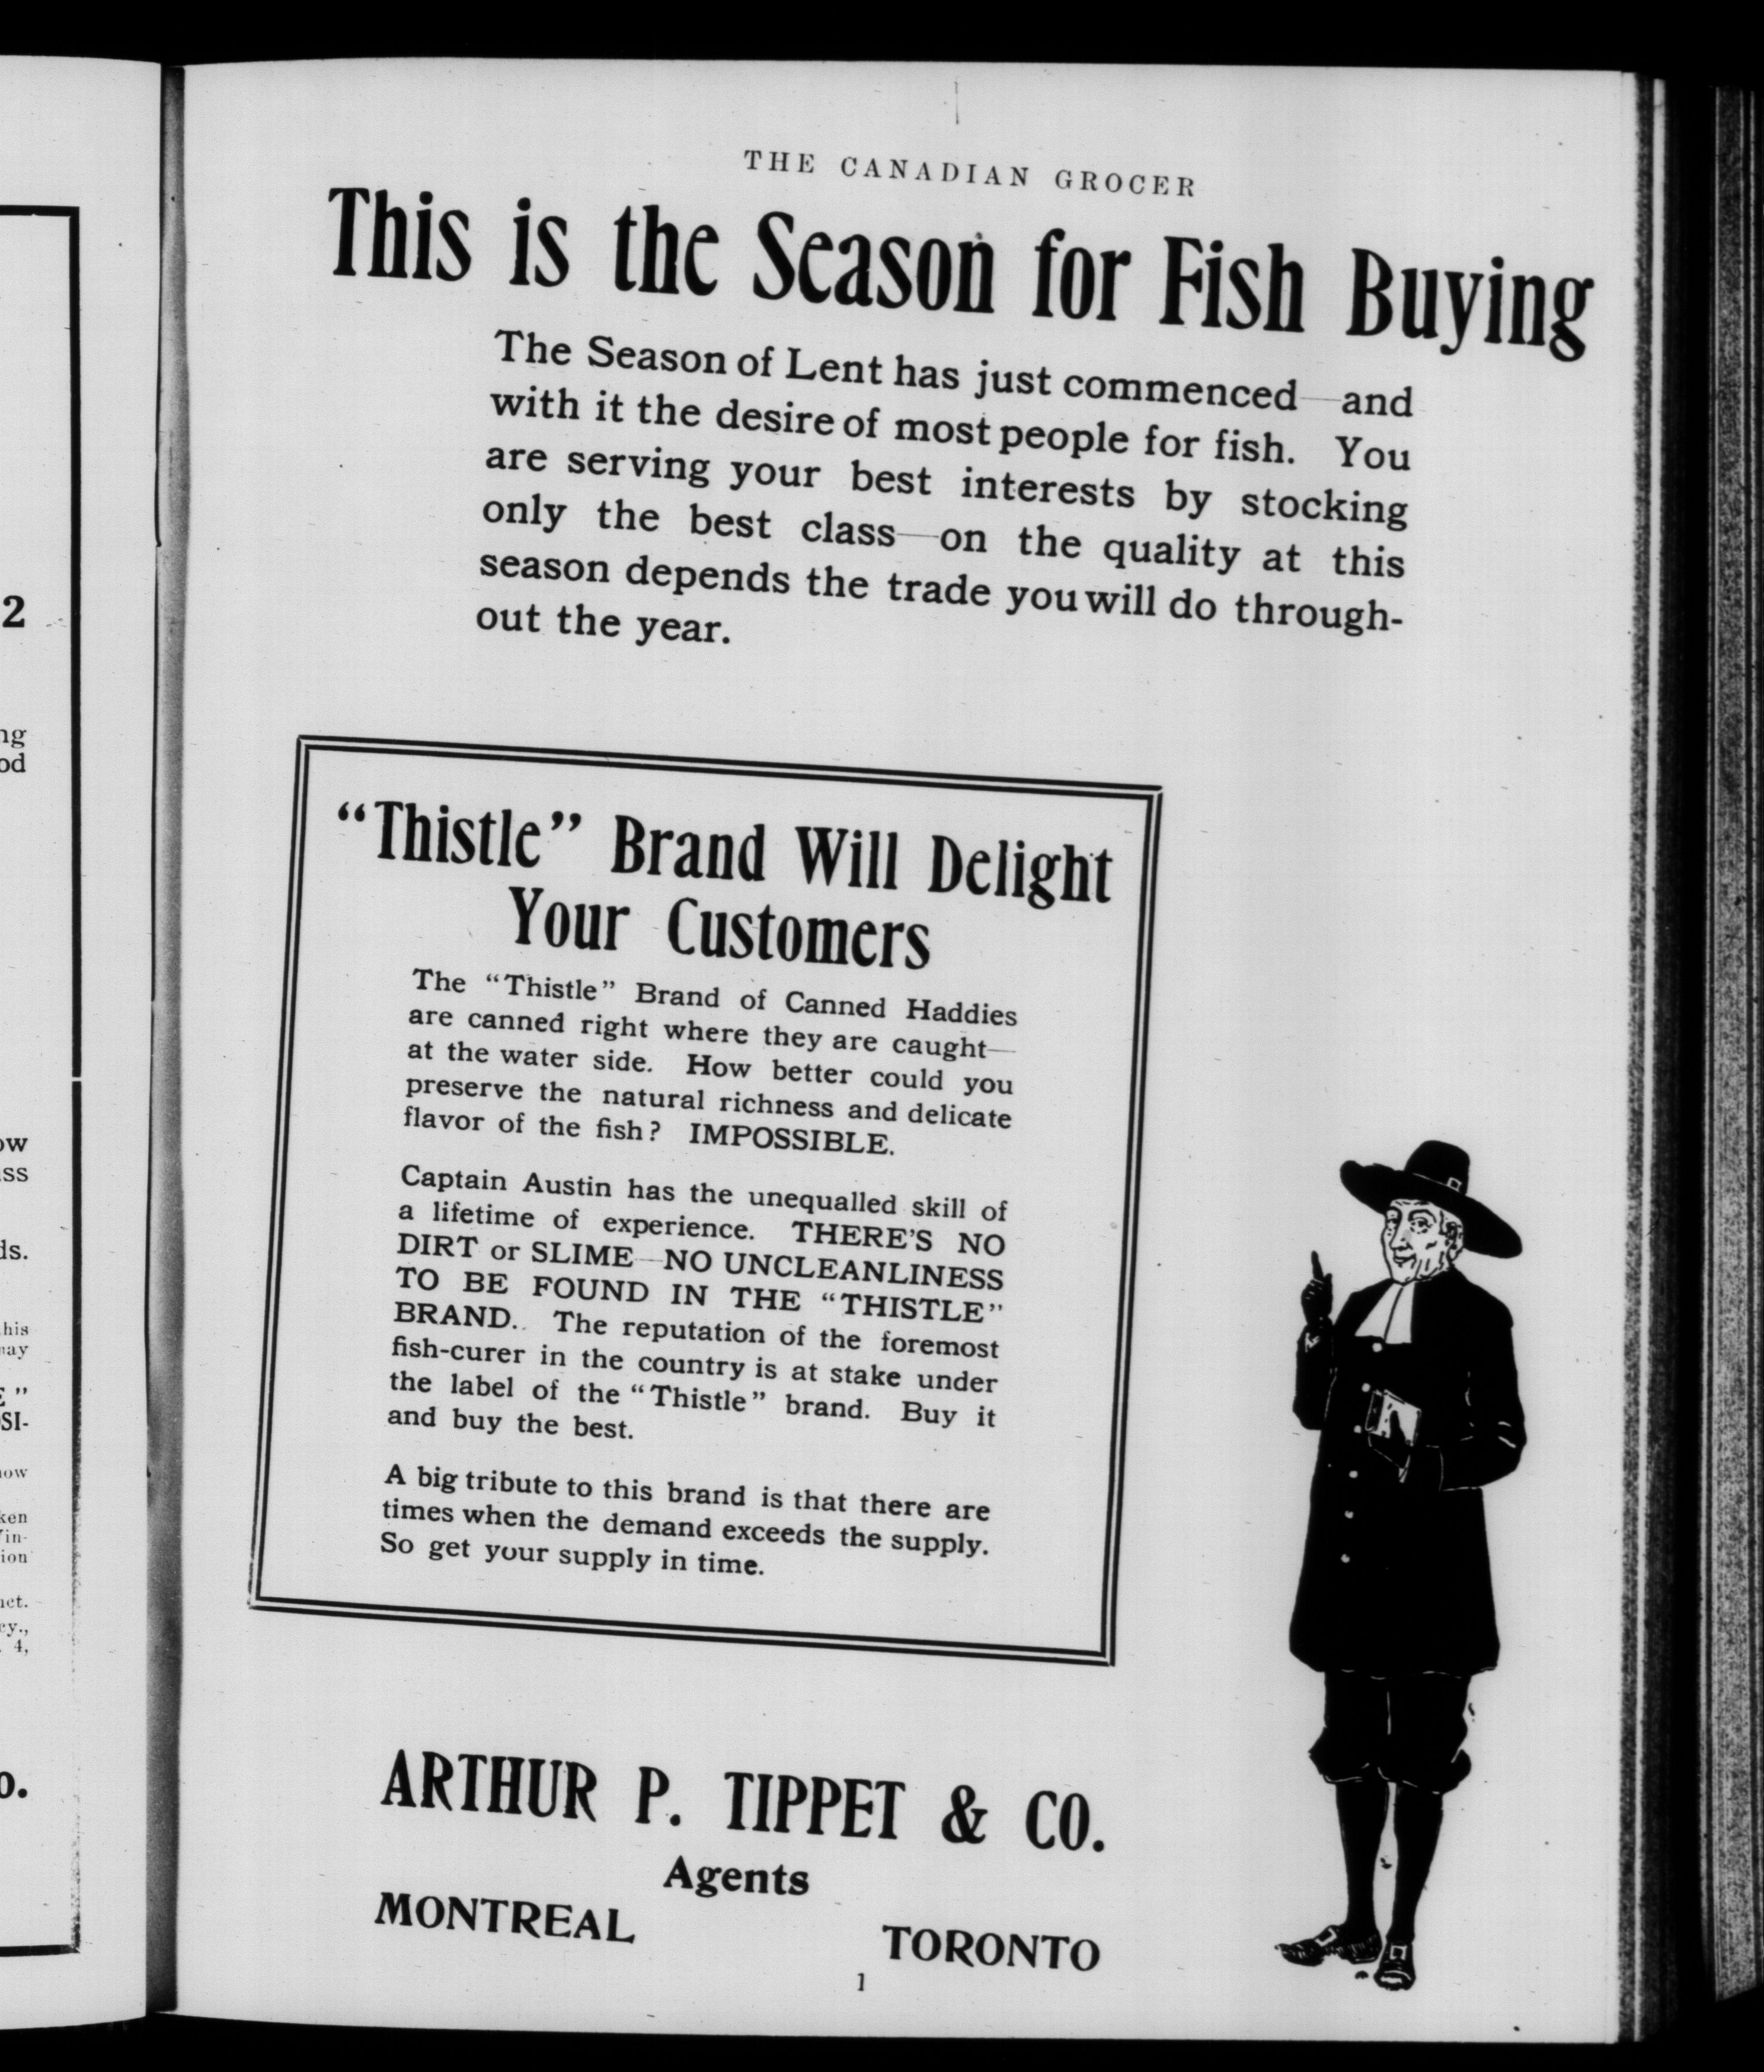 THE CANADIAN GROCER
This is the Season for Fish Buying
The Season of Lent has just commenced—and
with it the desire of most people for fish. You
are serving your best interests by stocking
only the best class—on the quality at this
season depends the trade you will do through-
out the year.
“Thistle” Brand Will Delight
Your Customers
The “Thistle” Brand of Canned Haddies
are canned right where they are caught—
at the water side. How better could you
preserve the natural richness and delicate
flavor of the fish? IMPOSSIBLE.
Captain Austin has the unequalled skill of
a lifetime of experience. THERE'S NO
DIRT or SLIME—NO UNCLEANLINESS
TO BE FOUND IN THE “THISTLE”
BRAND. The reputation of the foremost
fish-curer in the country is at stake under
the label of the “Thistle” brand. Buy it
and buy the best.
A big tribute to this brand is that there are
times when the demand exceeds the supply.
So get your supply in time.
ARTHUR P. TIPPET & CO.
Agents
MONTREAL TORONTO
1